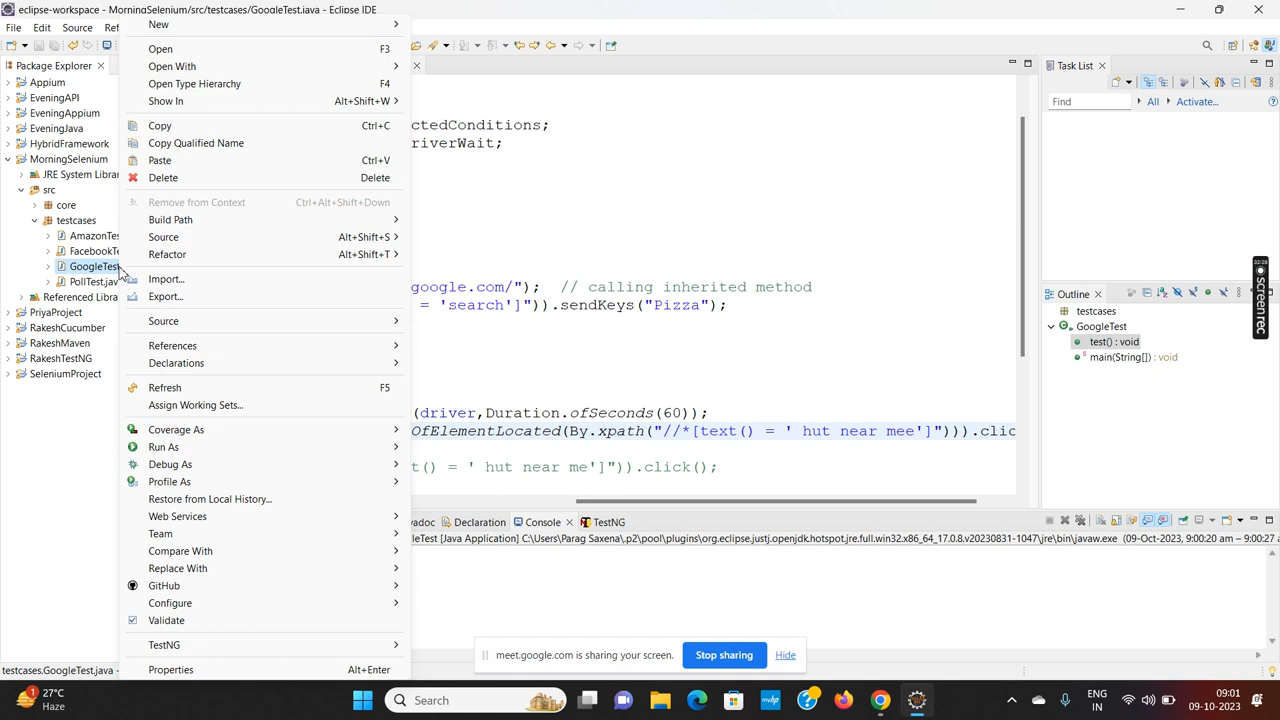 eclipse-workspace - MorningSelenium/src/testcases/GoogleTest.java - Eclipse IDE
File Edit Source Ref
Package Explorer
Appium
EveningAPI
EveningAppium
EveningJava
HybridFramework
MorningSelenium
JRE System Librar
src
core
testcases
AmazonTes
FacebookTe
GoogleTest
PollTest.jav
Referenced Libra
PriyaProject
RakeshCucumber
RakeshMaven
RakeshTestNG
SeleniumProject
testcases.GoogleTest.java -
New
Open F3
Open With
Open Type Hierarchy F4
Show In Alt+Shift+W
Copy Ctrl+C
Copy Qualified Name
Paste Ctrl+V
Delete Delete
Remove from Context Ctrl+Alt+Shift+Down
Build Path
Source Alt+Shift+S
Refactor Alt+Shift+T
Import...
Export...
Source
References
Declarations
Refresh F5
Assign Working Sets...
Coverage As
Run As
Debug As
Profile As
Restore from Local History...
Web Services
Team
Compare With
Replace With
GitHub
Configure
Validate
TestNG
Properties Alt+Enter
ctedConditions;
riverWait;
google.com/"); // calling inherited method
= 'search']")).sendKeys("Pizza");
(driver,Duration.ofSeconds(60));
OfElementLocated(By.xpath("//*[text() = ' hut near mee']"))).clic
t() = ' hut near me']")).click();
Task List
Find All Activate...
Outline
testcases
GoogleTest
test() : void
main(String[]) : void
32:28
screenrec
vadoc Declaration Console TestNG
leTest [Java Application] C:\Users\Parag Saxena\.p2\pool\plugins\org.eclipse.justj.openjdk.hotspot.jre.full.win32.x86_64_17.0.8.v20230831-1047\jre\bin\javaw.exe (09-Oct-2023, 9:00:20 am – 9:00:27 a
meet.google.com is sharing your screen. Stop sharing Hide
1
27°C
Haze
Search
ENG
IN
09:01
09-10-2023